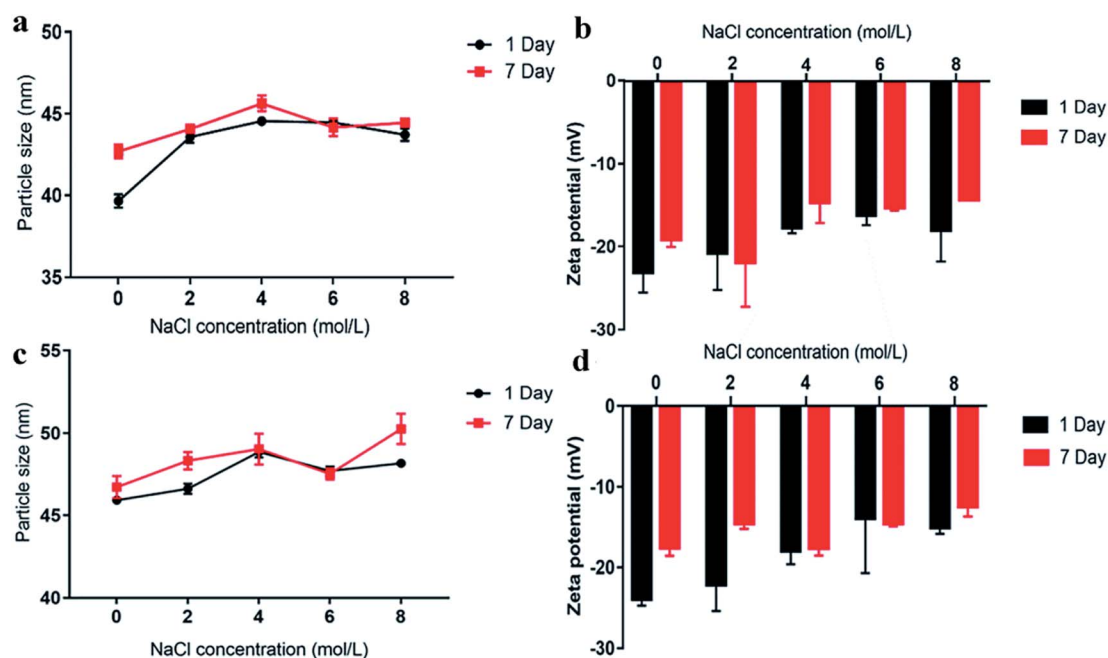 a
50
45
40
35
Particle size (nm)
0 2 4 6 8
NaCl concentration (mol/L)
1 Day
7 Day
b
NaCl concentration (mol/L)
0 2 4 6 8
0
-10
-20
-30
Zeta potential (mV)
1 Day
7 Day
c
55
50
45
40
Particle size (nm)
0 2 4 6 8
NaCl concentration (mol/L)
1 Day
7 Day
d
NaCl concentration (mol/L)
0 2 4 6 8
0
-10
-20
-30
Zeta potential (mV)
1 Day
7 Day